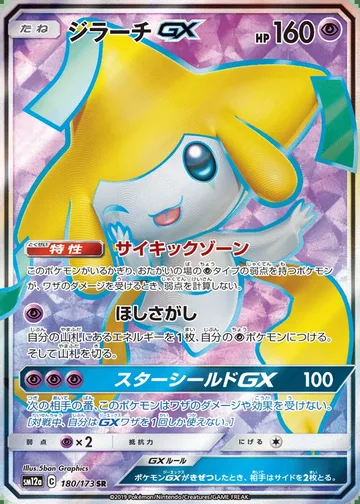 たね ジラーチGX HP160
特性 サイキックゾーン
このポケモンがいるかぎり、おたがいの場のタイプの弱点を持つポケモンが、ワザのダメージを受けるとき、弱点を計算しない。
ほしさがし
自分の山札にあるエネルギーを1枚、自分のポケモンにつける。
そして山札を切る。
スターシールドGX 100
次の相手の番、このポケモンはワザのダメージや効果を受けない。
[対戦中、自分はGXワザを1回しか使えない。]
弱点 ×2 抵抗力 にげる
GXルール
Illus. 5ban Graphics
ポケモンGXがきぜつしたとき、相手はサイドを2枚とる。
sm12a C 180/173 SR
©2019 Pokémon/Nintendo/Creatures/GAME FREAK